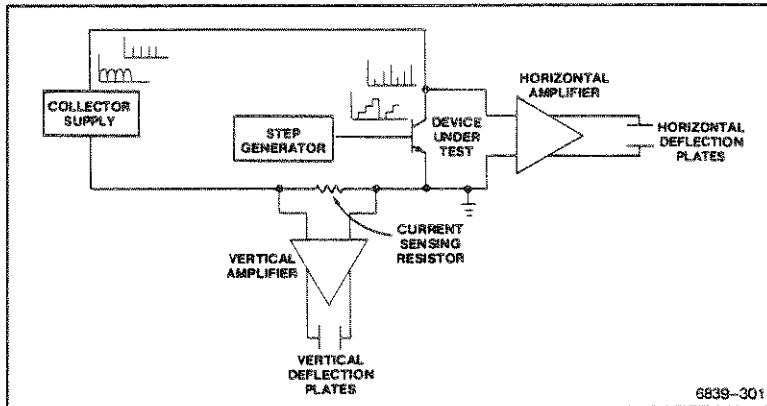 COLLECTOR
SUPPLY
STEP
GENERATOR
DEVICE
UNDER
TEST
HORIZONTAL
AMPLIFIER
HORIZONTAL
DEFLECTION
PLATES
CURRENT
SENSING
RESISTOR
VERTICAL
AMPLIFIER
VERTICAL
DEFLECTION
PLATES
6839-301